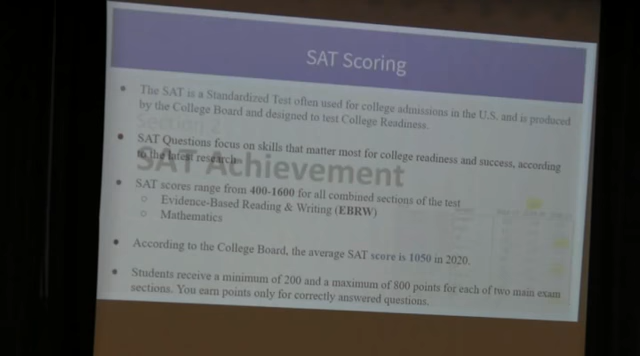 SAT Scoring
• The SAT is a Standardized Test often used for college admissions in the U.S. and is produced
by the College Board and designed to test College Readiness.
Section 2
• SAT Questions focus on skills that matter most for college readiness and success, according
to the latest research
SAT Achievement
• SAT scores range from 400-1600 for all combined sections of the test
○ Evidence-Based Reading & Writing (EBRW)
○ Mathematics
• According to the College Board, the average SAT score is 1050 in 2020.
• Students receive a minimum of 200 and a maximum of 800 points for each of two main exam
sections. You earn points only for correctly answered questions.